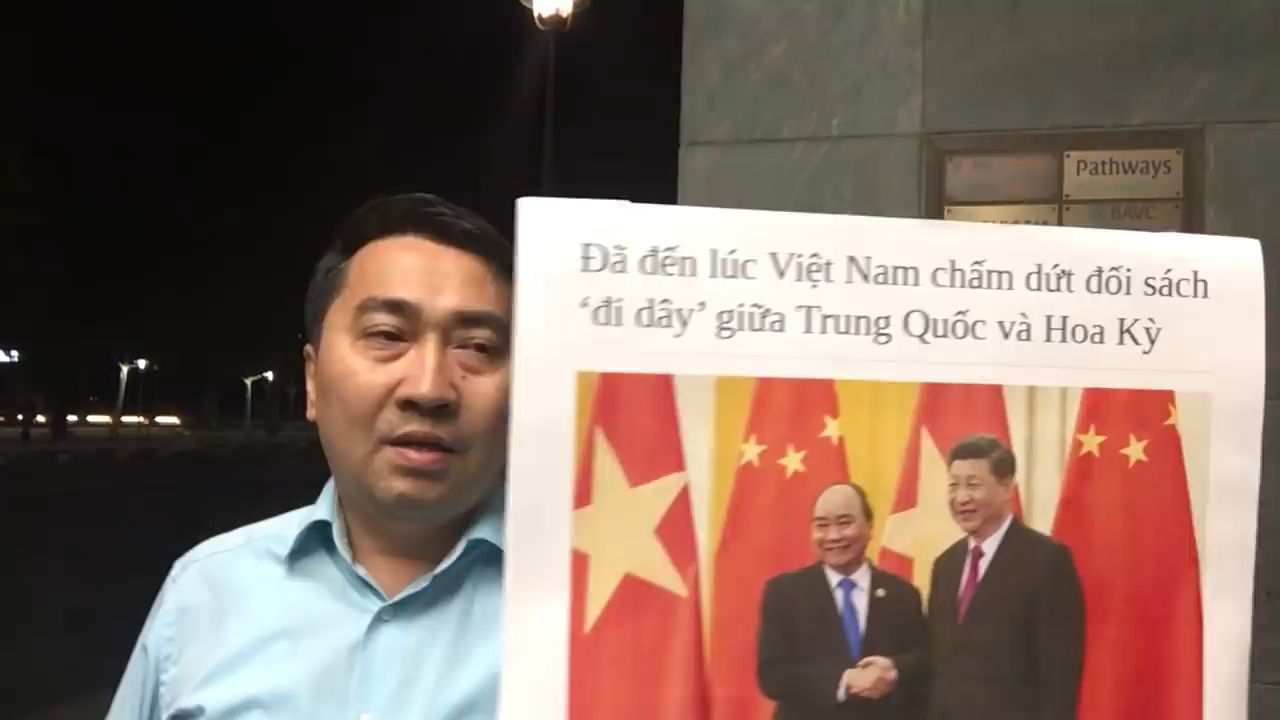 Pathways
BAVC
Đã đến lúc Việt Nam chấm dứt đối sách
‘đi dây’ giữa Trung Quốc và Hoa Kỳ